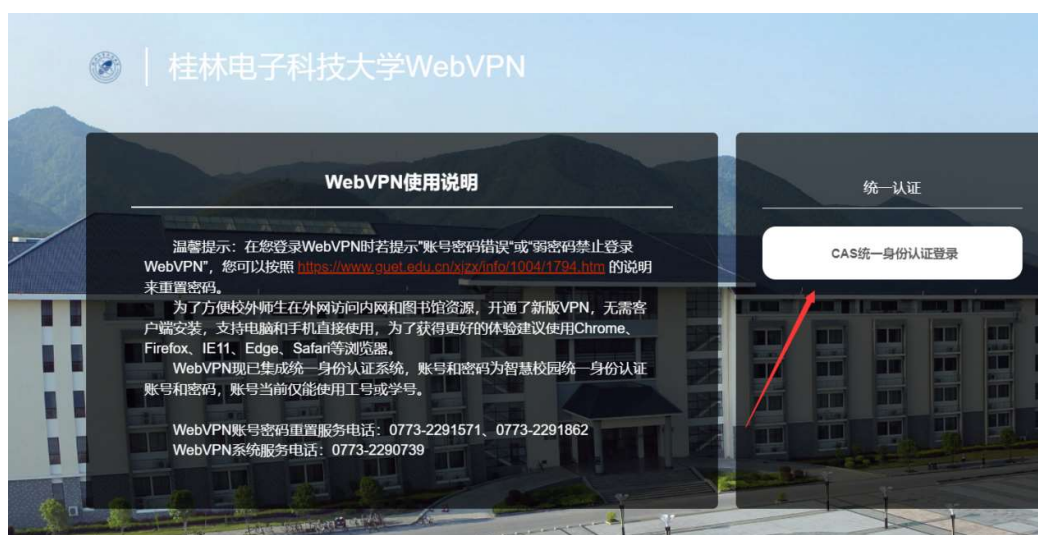 桂林电子科技大学WebVPN
WebVPN使用说明
温馨提示：在您登录WebVPN时若提示"账号密码错误"或"弱密码禁止登录
WebVPN"，您可以按照 https://www.guet.edu.cn/xjzx/info/1004/1794.htm 的说明
来重置密码。
为了方便校外师生在外网访问内网和图书馆资源，开通了新版VPN，无需客
户端安装，支持电脑和手机直接使用，为了获得更好的体验建议使用Chrome、
Firefox、IE11、Edge、Safari等浏览器。
WebVPN现已集成统一身份认证系统，账号和密码为智慧校园统一身份认证
账号和密码，账号当前仅能使用工号或学号。
WebVPN账号密码重置服务电话：0773-2291571、0773-2291862
WebVPN系统服务电话：0773-2290739
统一认证
CAS统一身份认证登录